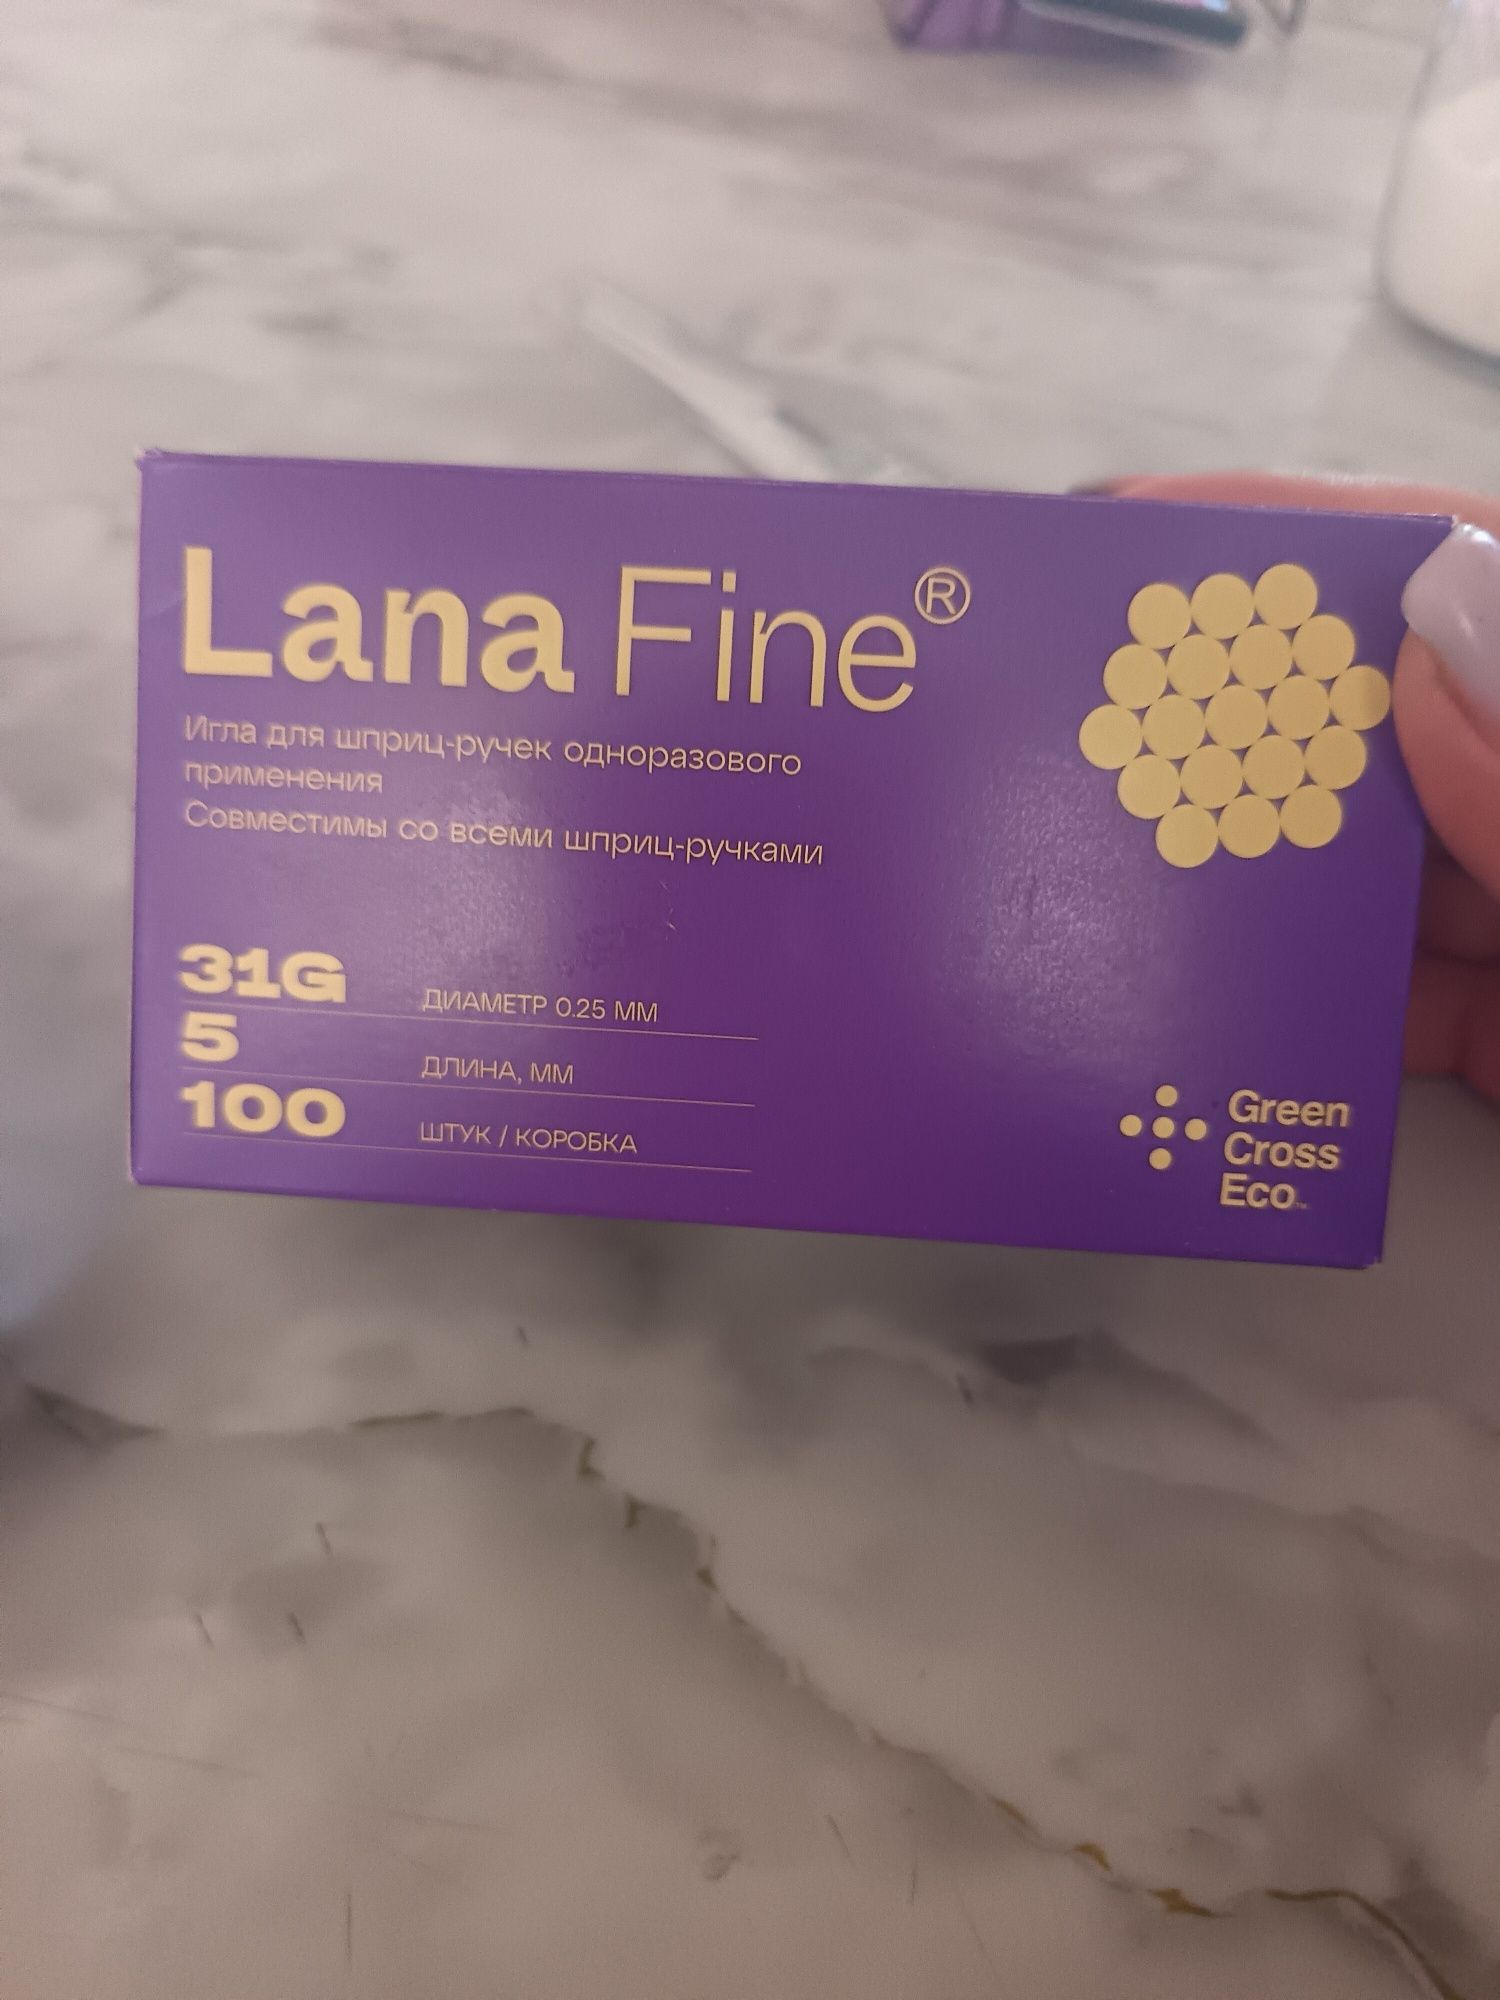 Lana Fine®
Игла для шприц-ручек одноразового
применения
Совместимы со всеми шприц-ручками
31G ДИАМЕТР 0.25 ММ
5 ДЛИНА, ММ
100 ШТУК / КОРОБКА
Green
Cross
Eco™